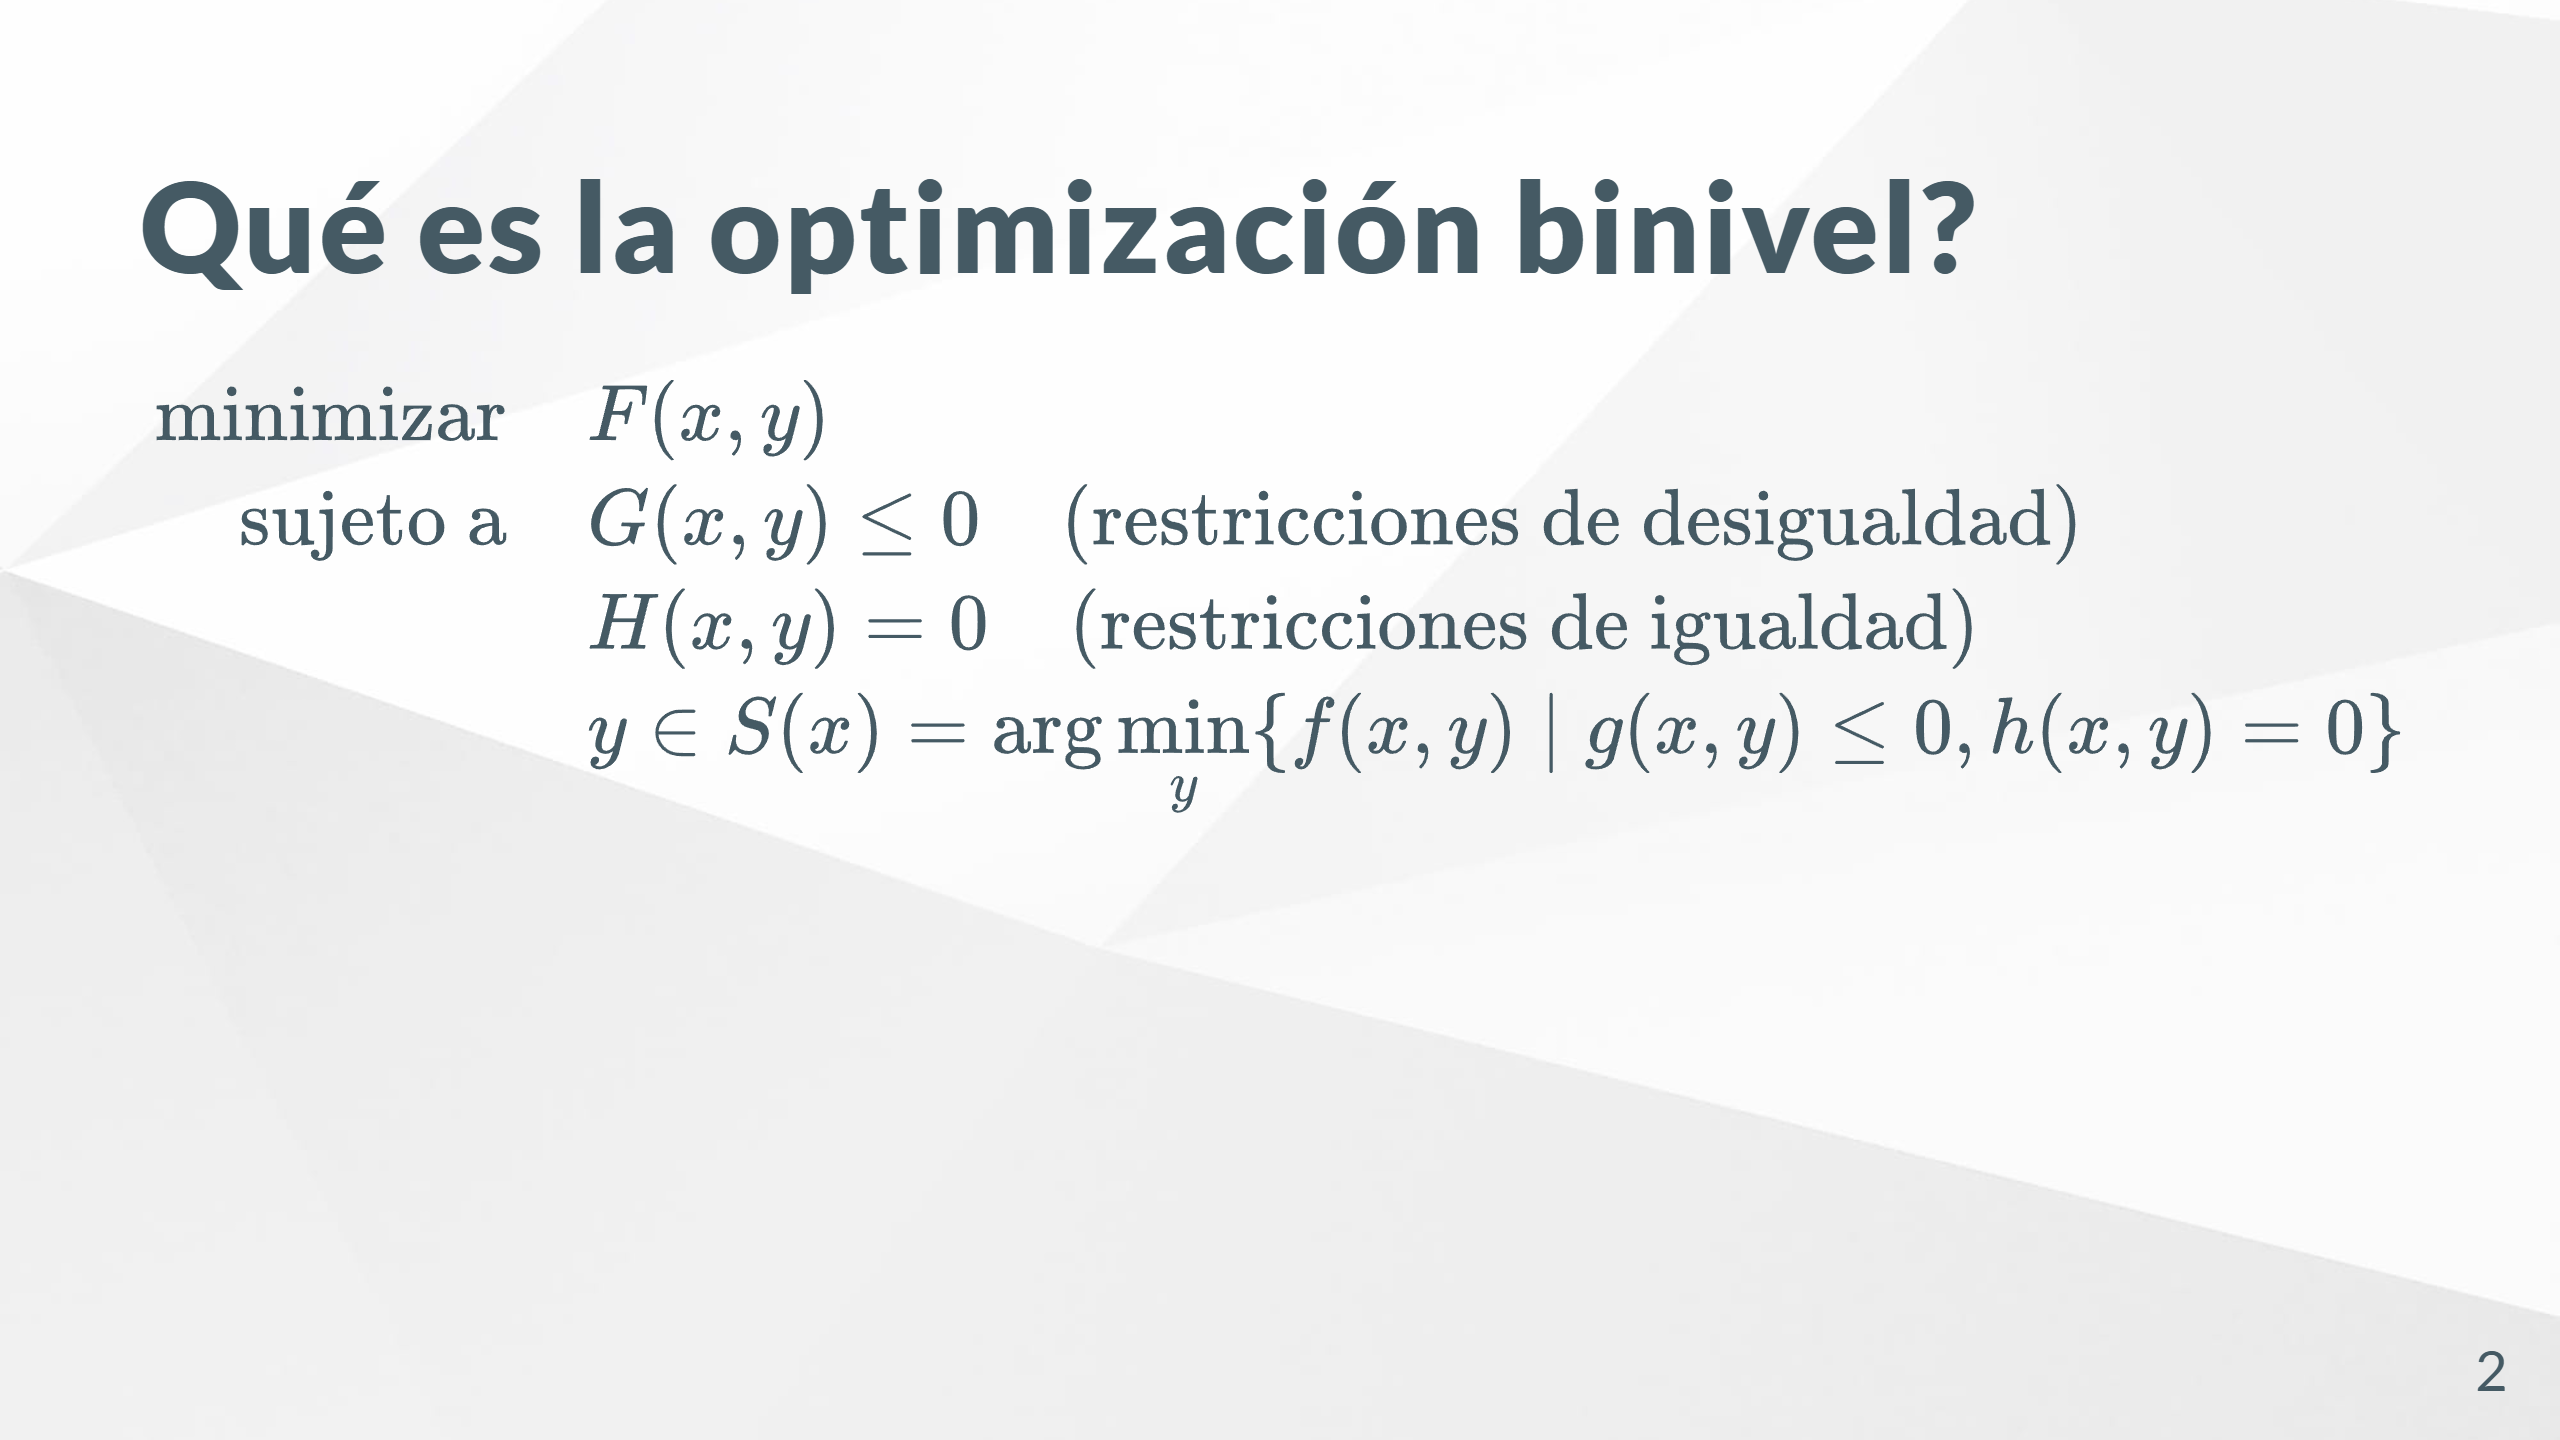 Qué es la optimización binivel?
minimizar F(x, y)
sujeto a G(x, y) ≤ 0 (restricciones de desigualdad)
H(x, y) = 0 (restricciones de igualdad)
y ∈ S(x) = arg min{f(x, y) | g(x, y) ≤ 0, h(x, y) = 0}
y
2